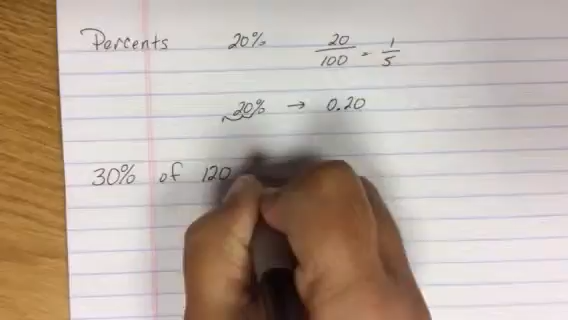 Percents 20% 20/100 = 1/5
20% → 0.20
30% of 120